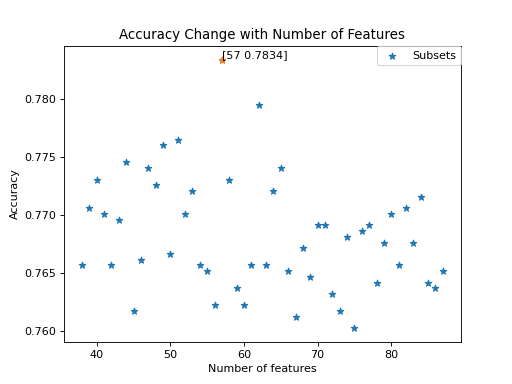 Accuracy Change with Number of Features
[57 0.7834]
Subsets
0.780
0.775
0.770
0.765
0.760
Accuracy
40 50 60 70 80
Number of features